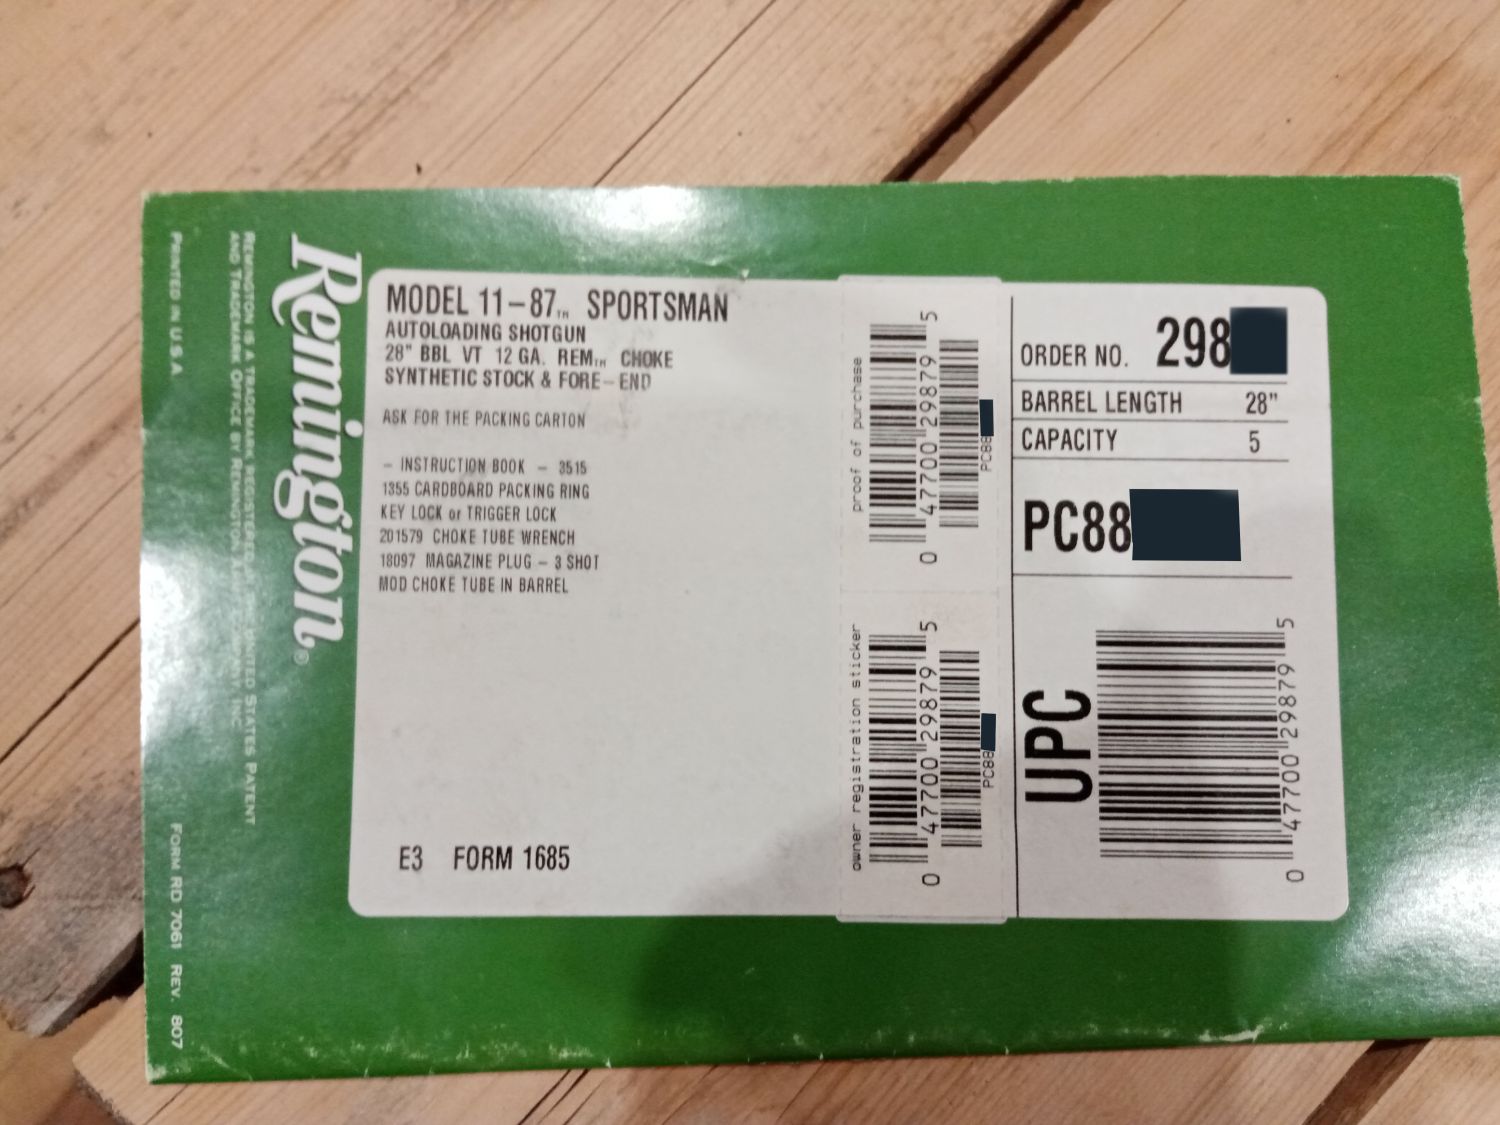 MODEL 11-87™ SPORTSMAN
AUTOLOADING SHOTGUN
28" BBL VT 12 GA. REM™ CHOKE
SYNTHETIC STOCK & FORE-END
ASK FOR THE PACKING CARTON
- INSTRUCTION BOOK - 3515
1355 CARDBOARD PACKING RING
KEY LOCK or TRIGGER LOCK
201579 CHOKE TUBE WRENCH
18097 MAGAZINE PLUG - 3 SHOT
MOD CHOKE TUBE IN BARREL
E3 FORM 1685
proof of purchase
0 47700 29879 5
PC88
owner registration sticker
0 47700 29879 5
PC88
ORDER NO. 298
BARREL LENGTH 28"
CAPACITY 5
PC88
UPC
0 47700 29879 5
Remington®
REMINGTON IS A TRADEMARK REGISTERED UNITED STATES PATENT
AND TRADEMARK OFFICE BY REMINGTON INC.
PRINTED IN U.S.A.
FORM RD 7061 REV. 807